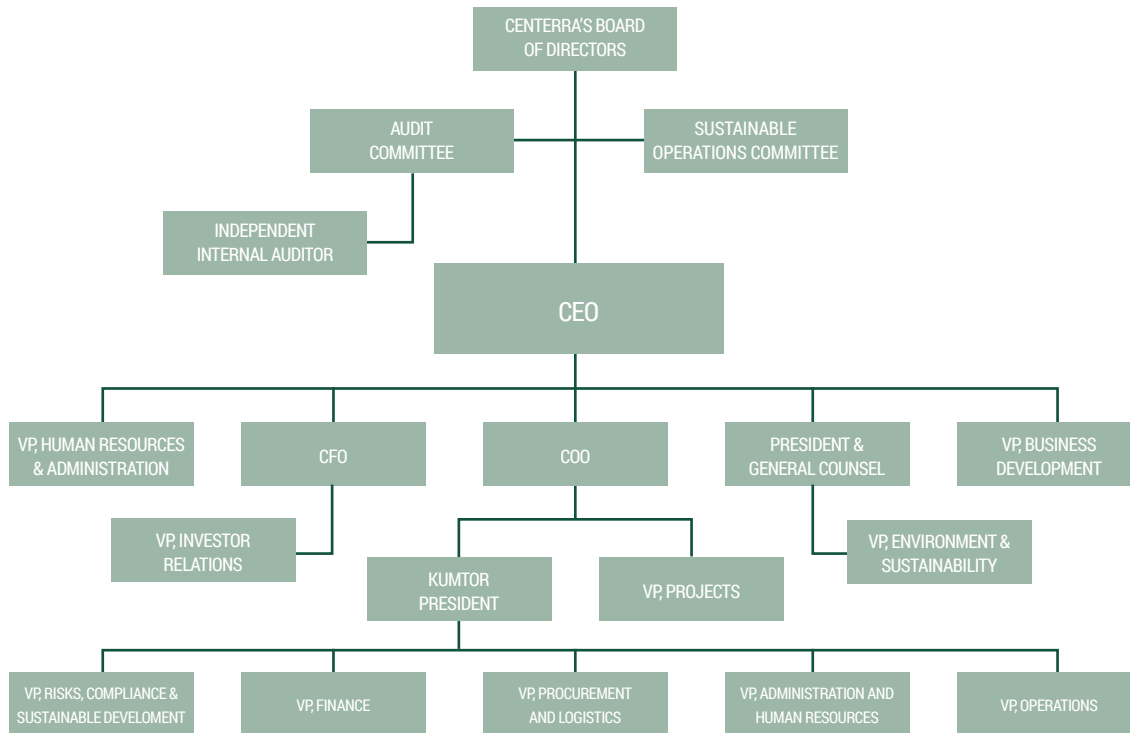 CENTERRA'S BOARD
OF DIRECTORS
AUDIT
COMMITTEE
SUSTAINABLE
OPERATIONS COMMITTEE
INDEPENDENT
INTERNAL AUDITOR
CEO
VP, HUMAN RESOURCES
& ADMINISTRATION
CFO
COO
PRESIDENT &
GENERAL COUNSEL
VP, BUSINESS
DEVELOPMENT
VP, INVESTOR
RELATIONS
KUMTOR
PRESIDENT
VP, PROJECTS
VP, ENVIRONMENT &
SUSTAINABILITY
VP, RISKS, COMPLIANCE &
SUSTAINABLE DEVELOMENT
VP, FINANCE
VP, PROCUREMENT
AND LOGISTICS
VP, ADMINISTRATION AND
HUMAN RESOURCES
VP, OPERATIONS